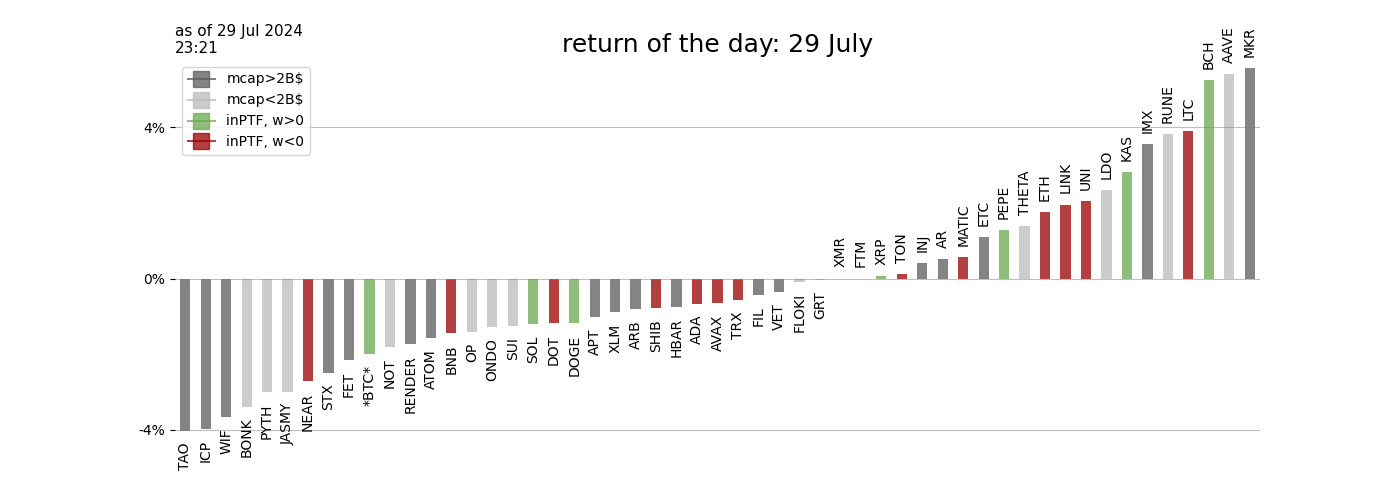 as of 29 Jul 2024
23:21
return of the day: 29 July
mcap>2B$
mcap<2B$
inPTF, w>0
inPTF, w<0
4%
0%
-4%
TAO
ICP
WIF
BONK
PYTH
JASMY
NEAR
STX
FET
*BTC*
NOT
RENDER
ATOM
BNB
OP
ONDO
SUI
SOL
DOT
DOGE
APT
XLM
ARB
SHIB
HBAR
ADA
AVAX
TRX
FIL
VET
FLOKI
GRT
XMR
FTM
XRP
TON
INJ
AR
MATIC
ETC
PEPE
THETA
ETH
LINK
UNI
LDO
KAS
IMX
RUNE
LTC
BCH
AAVE
MKR